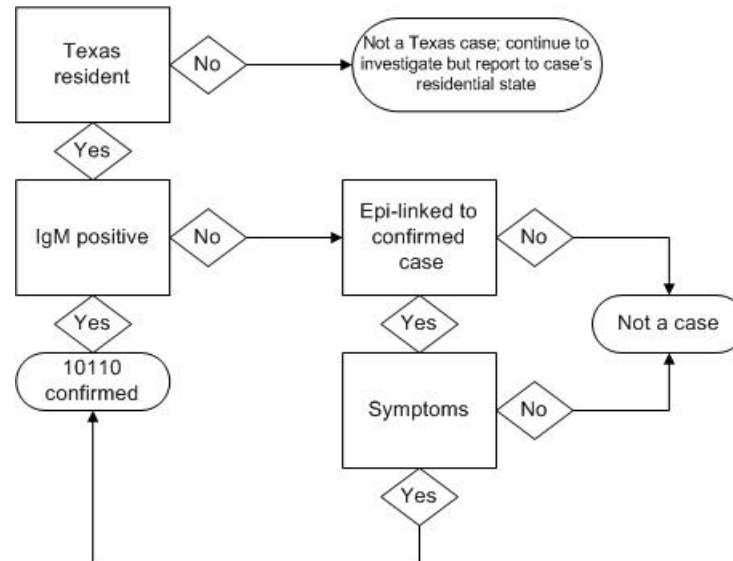 Texas
resident
No
Not a Texas case; continue to
investigate but report to case's
residential state
Yes
IgM positive
No
Epi-linked to
confirmed
case
No
Yes
Yes
Not a case
10110
confirmed
Symptoms
No
Yes